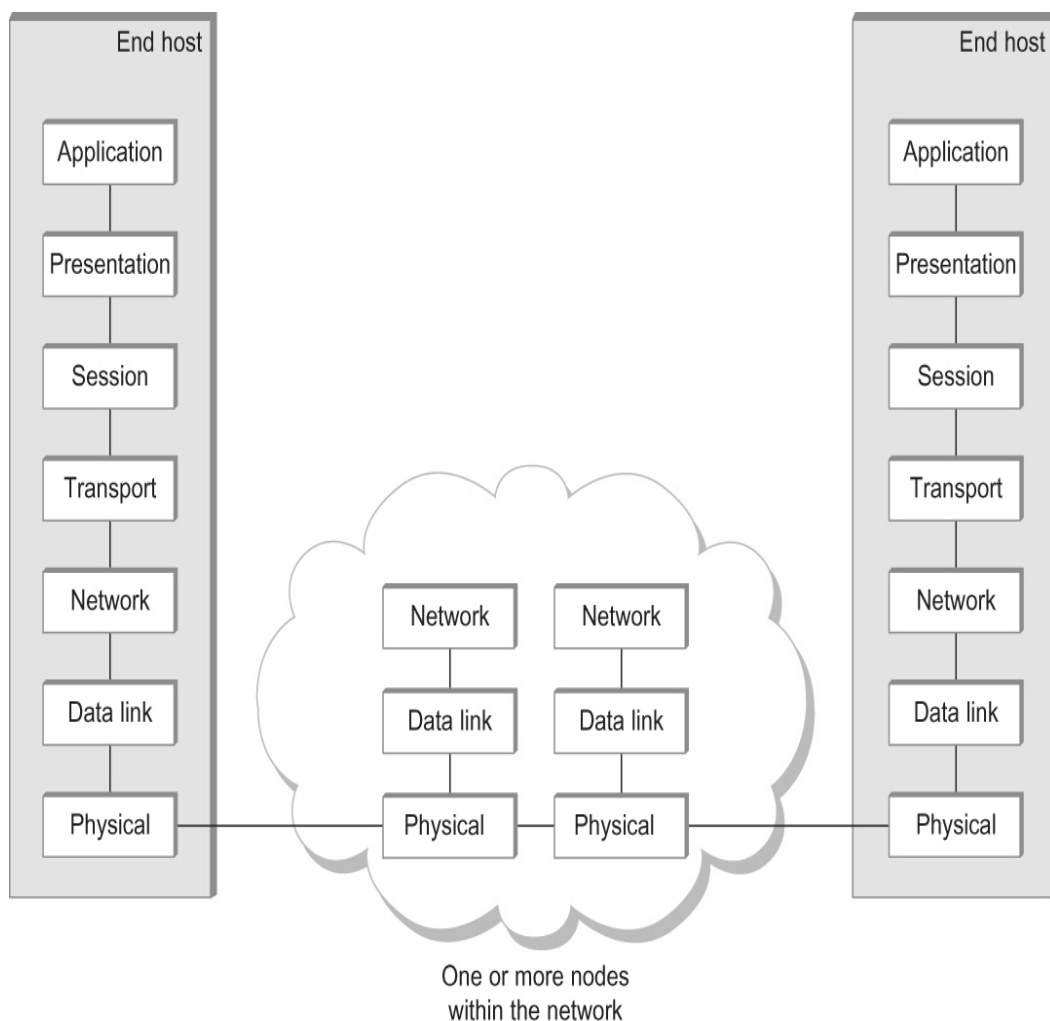 End host
Application
Presentation
Session
Transport
Network
Data link
Physical
Network
Data link
Physical
Network
Data link
Physical
One or more nodes
within the network
End host
Application
Presentation
Session
Transport
Network
Data link
Physical